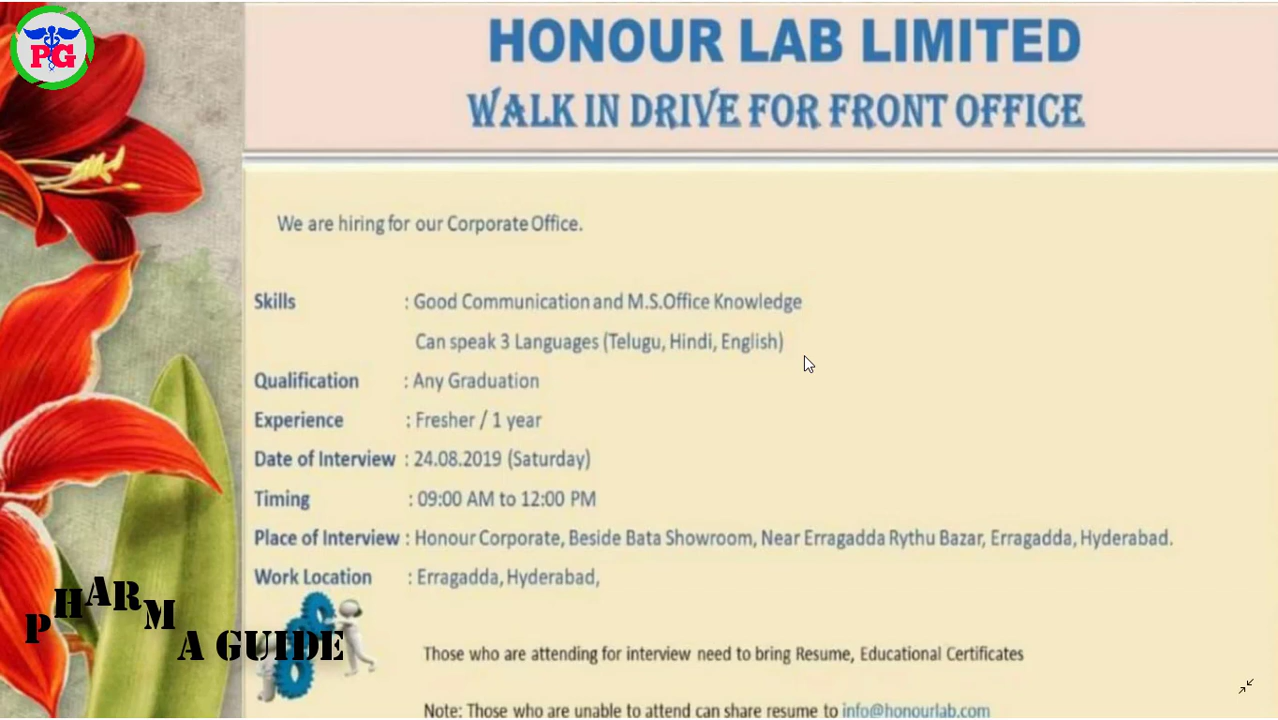 PG
HONOUR LAB LIMITED
WALK IN DRIVE FOR FRONT OFFICE
We are hiring for our Corporate Office.
Skills : Good Communication and M.S.Office Knowledge
Can speak 3 Languages (Telugu, Hindi, English)
Qualification : Any Graduation
Experience : Fresher / 1 year
Date of Interview : 24.08.2019 (Saturday)
Timing : 09:00 AM to 12:00 PM
Place of Interview : Honour Corporate, Beside Bata Showroom, Near Erragadda Rythu Bazar, Erragadda, Hyderabad.
Work Location : Erragadda, Hyderabad,
PHARMA GUIDE
Those who are attending for interview need to bring Resume, Educational Certificates
Note: Those who are unable to attend can share resume to info@honourlab.com